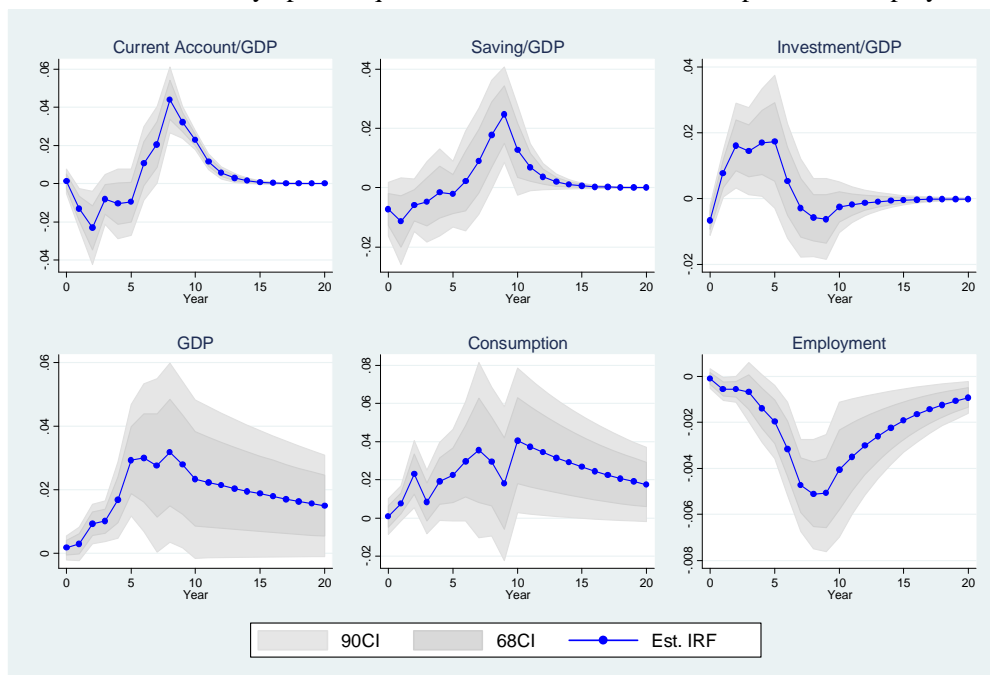 Current Account/GDP
.06
.04
.02
0
-.02
-.04
0 5 10 15 20
Year
Saving/GDP
.04
.02
0
-.02
0 5 10 15 20
Year
Investment/GDP
.04
.02
0
-.02
0 5 10 15 20
Year
GDP
.06
.04
.02
0
0 5 10 15 20
Year
Consumption
.08
.06
.04
.02
0
-.02
0 5 10 15 20
Year
Employment
0
-.002
-.004
-.006
-.008
0 5 10 15 20
Year
90CI 68CI Est. IRF